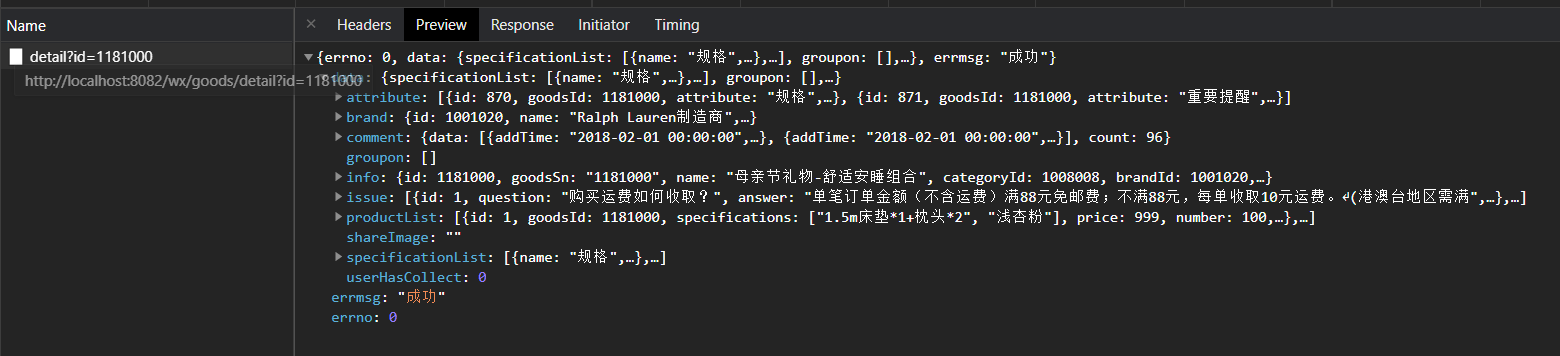 Name
× Headers Preview Response Initiator Timing
detail?id=1181000
http://localhost:8082/wx/goods/detail?id=1181000
▼{errno: 0, data: {specificationList: [{name: "规格",…},…], groupon: [],…}, errmsg: "成功"}
{specificationList: [{name: "规格",…},…], groupon: [],…}
▶attribute: [{id: 870, goodsId: 1181000, attribute: "规格",…}, {id: 871, goodsId: 1181000, attribute: "重要提醒",…}]
▶brand: {id: 1001020, name: "Ralph Lauren制造商",…}
▶comment: {data: [{addTime: "2018-02-01 00:00:00",…}, {addTime: "2018-02-01 00:00:00",…}], count: 96}
groupon: []
▶info: {id: 1181000, goodsSn: "1181000", name: "母亲节礼物-舒适安睡组合", categoryId: 1008008, brandId: 1001020,…}
▶issue: [{id: 1, question: "购买运费如何收取？", answer: "单笔订单金额（不含运费）满88元免邮费；不满88元，每单收取10元运费。↵(港澳台地区需满",…},…]
▶productList: [{id: 1, goodsId: 1181000, specifications: ["1.5m床垫*1+枕头*2", "浅杏粉"], price: 999, number: 100,…},…]
shareImage: ""
▶specificationList: [{name: "规格",…},…]
userHasCollect: 0
errmsg: "成功"
errno: 0